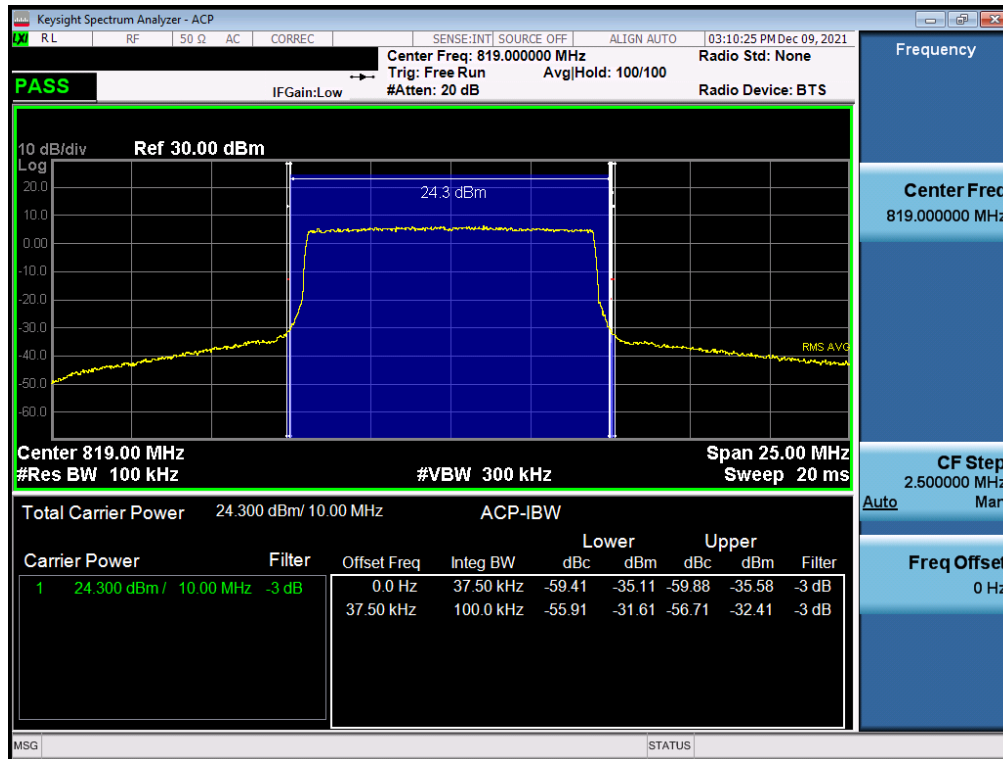 Keysight Spectrum Analyzer - ACP
LXI RL RF 50 Ω AC CORREC SENSE:INT SOURCE OFF ALIGN AUTO 03:10:25 PM Dec 09, 2021
Center Freq: 819.000000 MHz Radio Std: None
Trig: Free Run Avg|Hold: 100/100
PASS IFGain:Low #Atten: 20 dB Radio Device: BTS
10 dB/div Ref 30.00 dBm
Log
20.0
24.3 dBm
10.0
0.00
-10.0
-20.0
-30.0
RMS AVG
-40.0
-50.0
-60.0
Center 819.00 MHz Span 25.00 MHz
#Res BW 100 kHz #VBW 300 kHz Sweep 20 ms
Total Carrier Power 24.300 dBm/ 10.00 MHz ACP-IBW
Lower Upper
Carrier Power Filter Offset Freq Integ BW dBc dBm dBc dBm Filter
1 24.300 dBm / 10.00 MHz -3 dB 0.0 Hz 37.50 kHz -59.41 -35.11 -59.88 -35.58 -3 dB
37.50 kHz 100.0 kHz -55.91 -31.61 -56.71 -32.41 -3 dB
MSG STATUS
Frequency
Center Freq
819.000000 MHz
CF Step
2.500000 MHz
Auto Man
Freq Offset
0 Hz